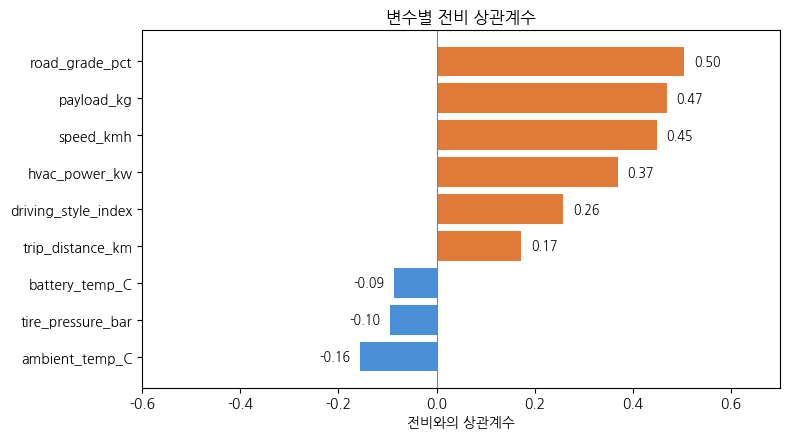 변수별 전비 상관계수
road_grade_pct 0.50
payload_kg 0.47
speed_kmh 0.45
hvac_power_kw 0.37
driving_style_index 0.26
trip_distance_km 0.17
battery_temp_C -0.09
tire_pressure_bar -0.10
ambient_temp_C -0.16
-0.6 -0.4 -0.2 0.0 0.2 0.4 0.6
전비와의 상관계수